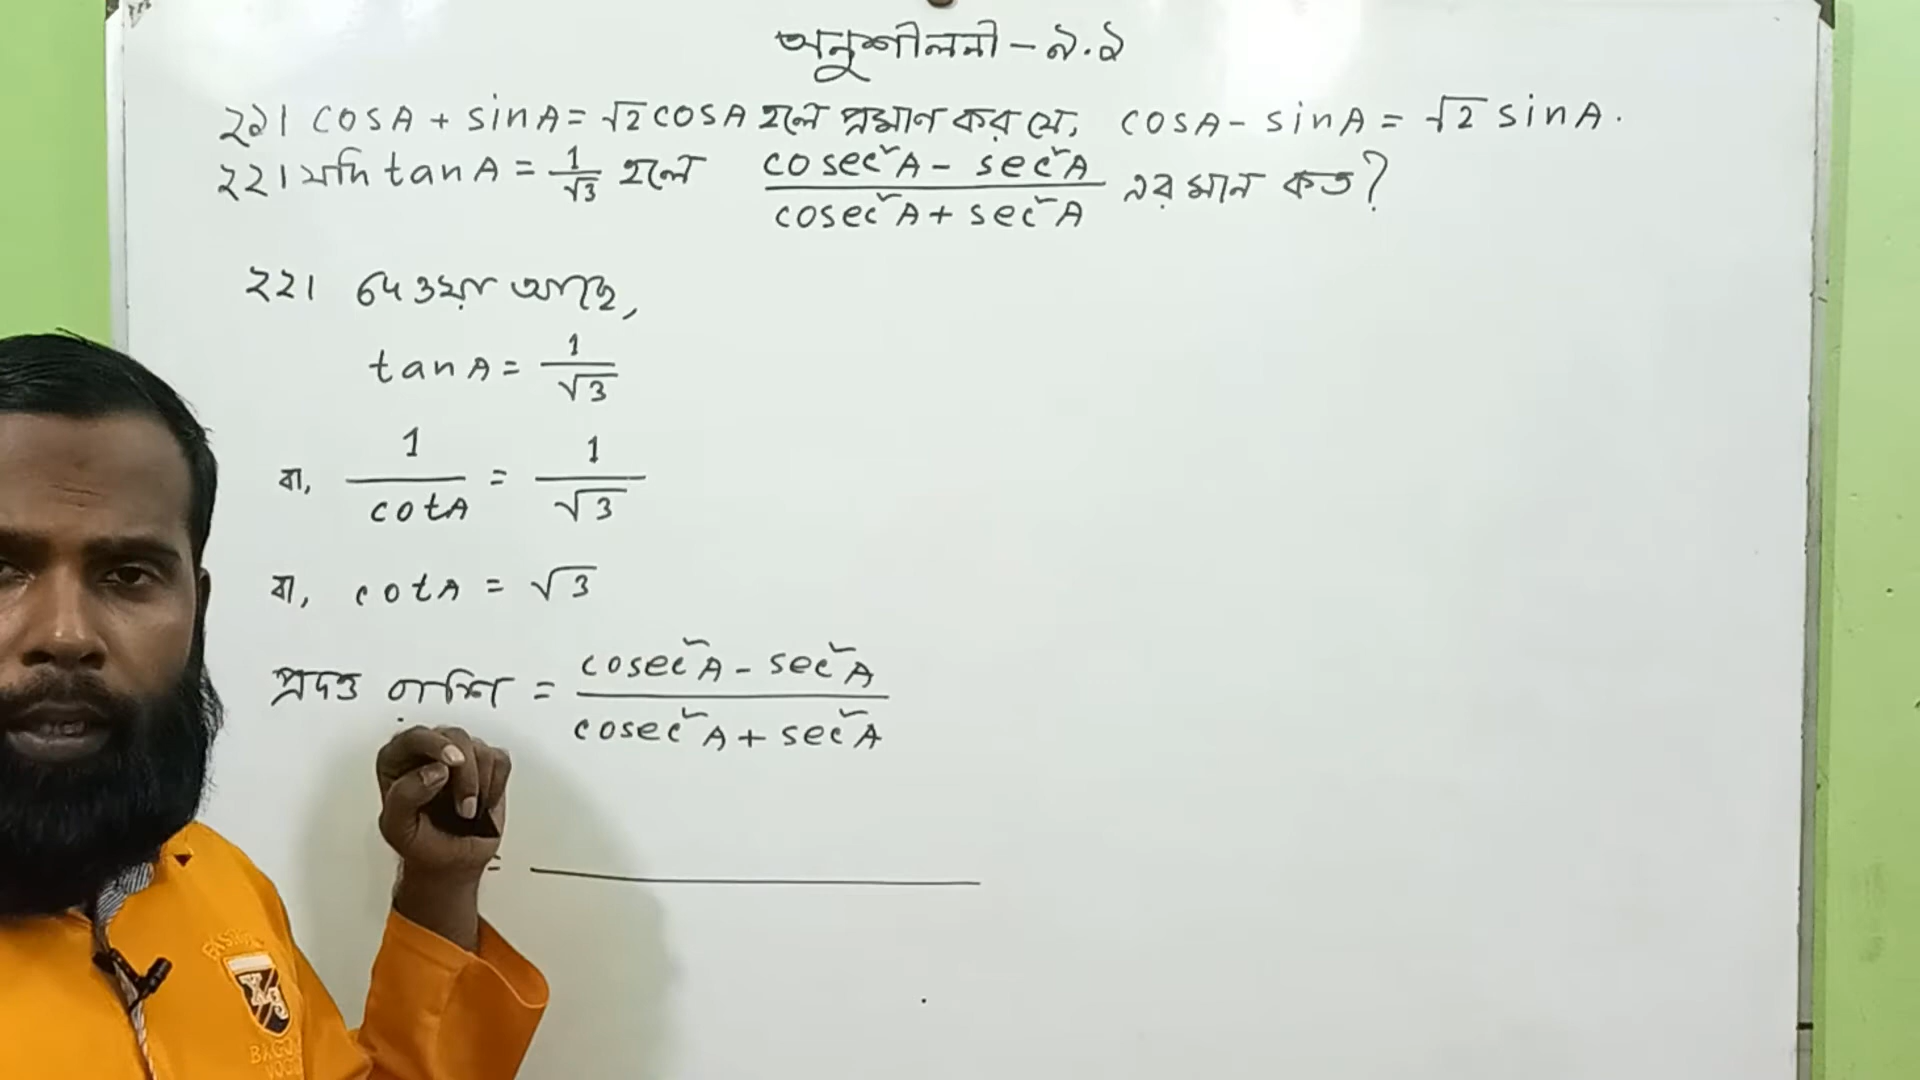 অনুশীলনী - ৯.১
২১। cosA + sinA = √2 cosA হলে প্রমাণ কর যে, cosA - sinA = √2 sinA.
২২। যদি tanA = 1/√3 হলে (cosec²A - sec²A)/(cosec²A + sec²A) এর মান কত?
২২। দেওয়া আছে,
tanA = 1/√3
বা, 1/cotA = 1/√3
বা, cotA = √3
প্রদত্ত রাশি = (cosec²A - sec²A)/(cosec²A + sec²A)
=